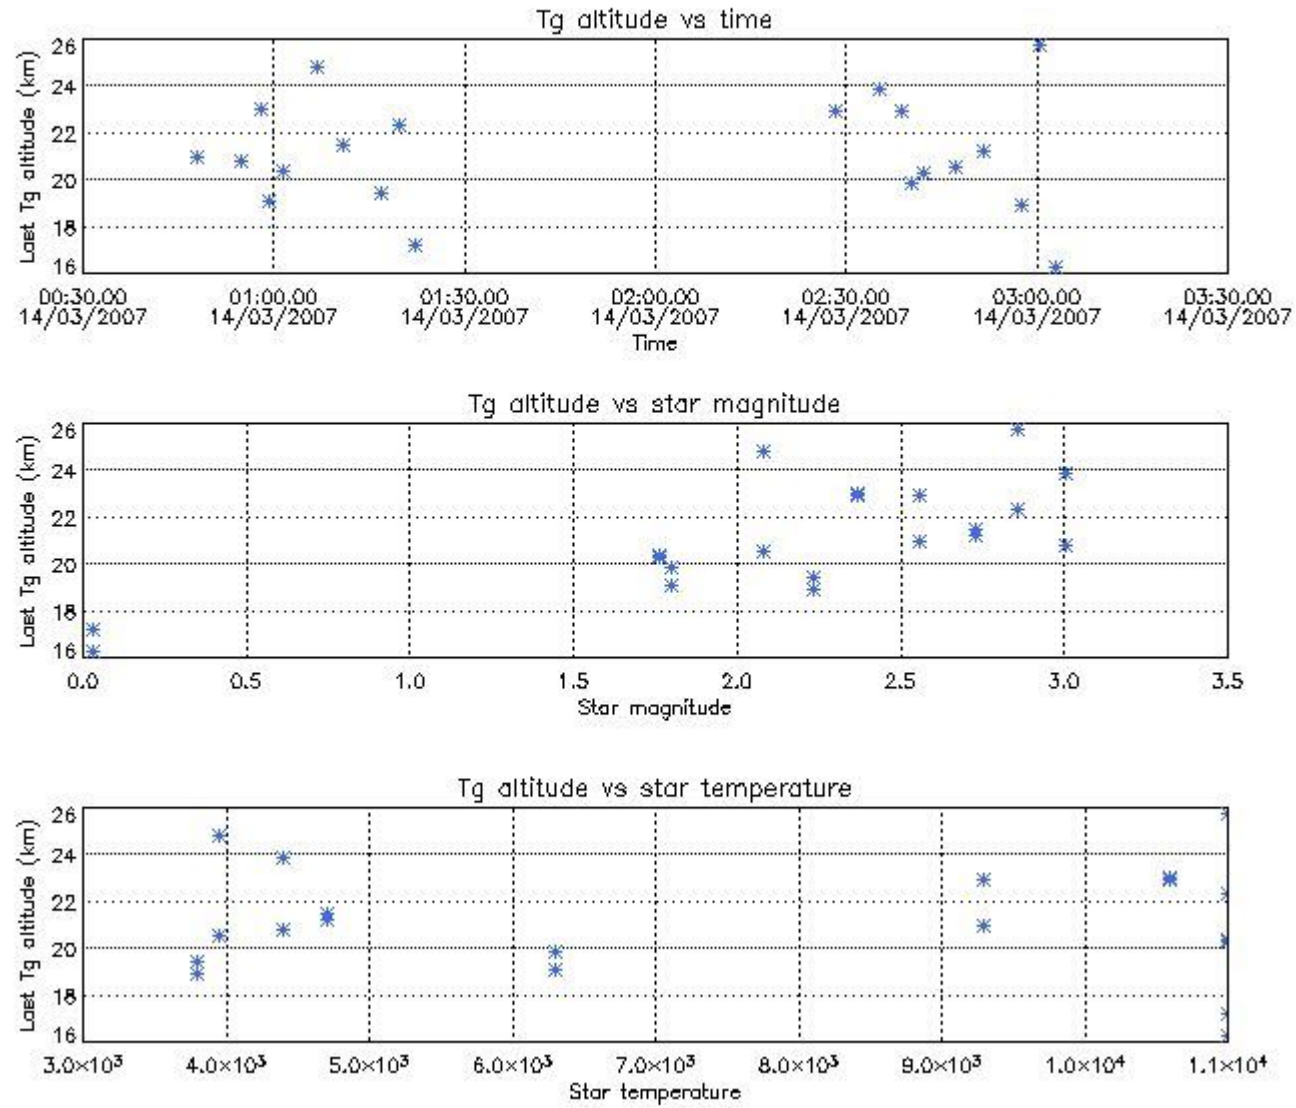 Tg altitude vs time
Last Tg altitude (km)
26
24
22
20
18
16
00:30.00 01:00.00 01:30.00 02:00.00 02:30.00 03:00.00 03:30.00
14/03/2007 14/03/2007 14/03/2007 14/03/2007 14/03/2007 14/03/2007 14/03/2007
Time
Tg altitude vs star magnitude
Last Tg altitude (km)
26
24
22
20
18
16
0.0 0.5 1.0 1.5 2.0 2.5 3.0 3.5
Star magnitude
Tg altitude vs star temperature
Last Tg altitude (km)
26
24
22
20
18
16
3.0×10³ 4.0×10³ 5.0×10³ 6.0×10³ 7.0×10³ 8.0×10³ 9.0×10³ 1.0×10⁴ 1.1×10⁴
Star temperature